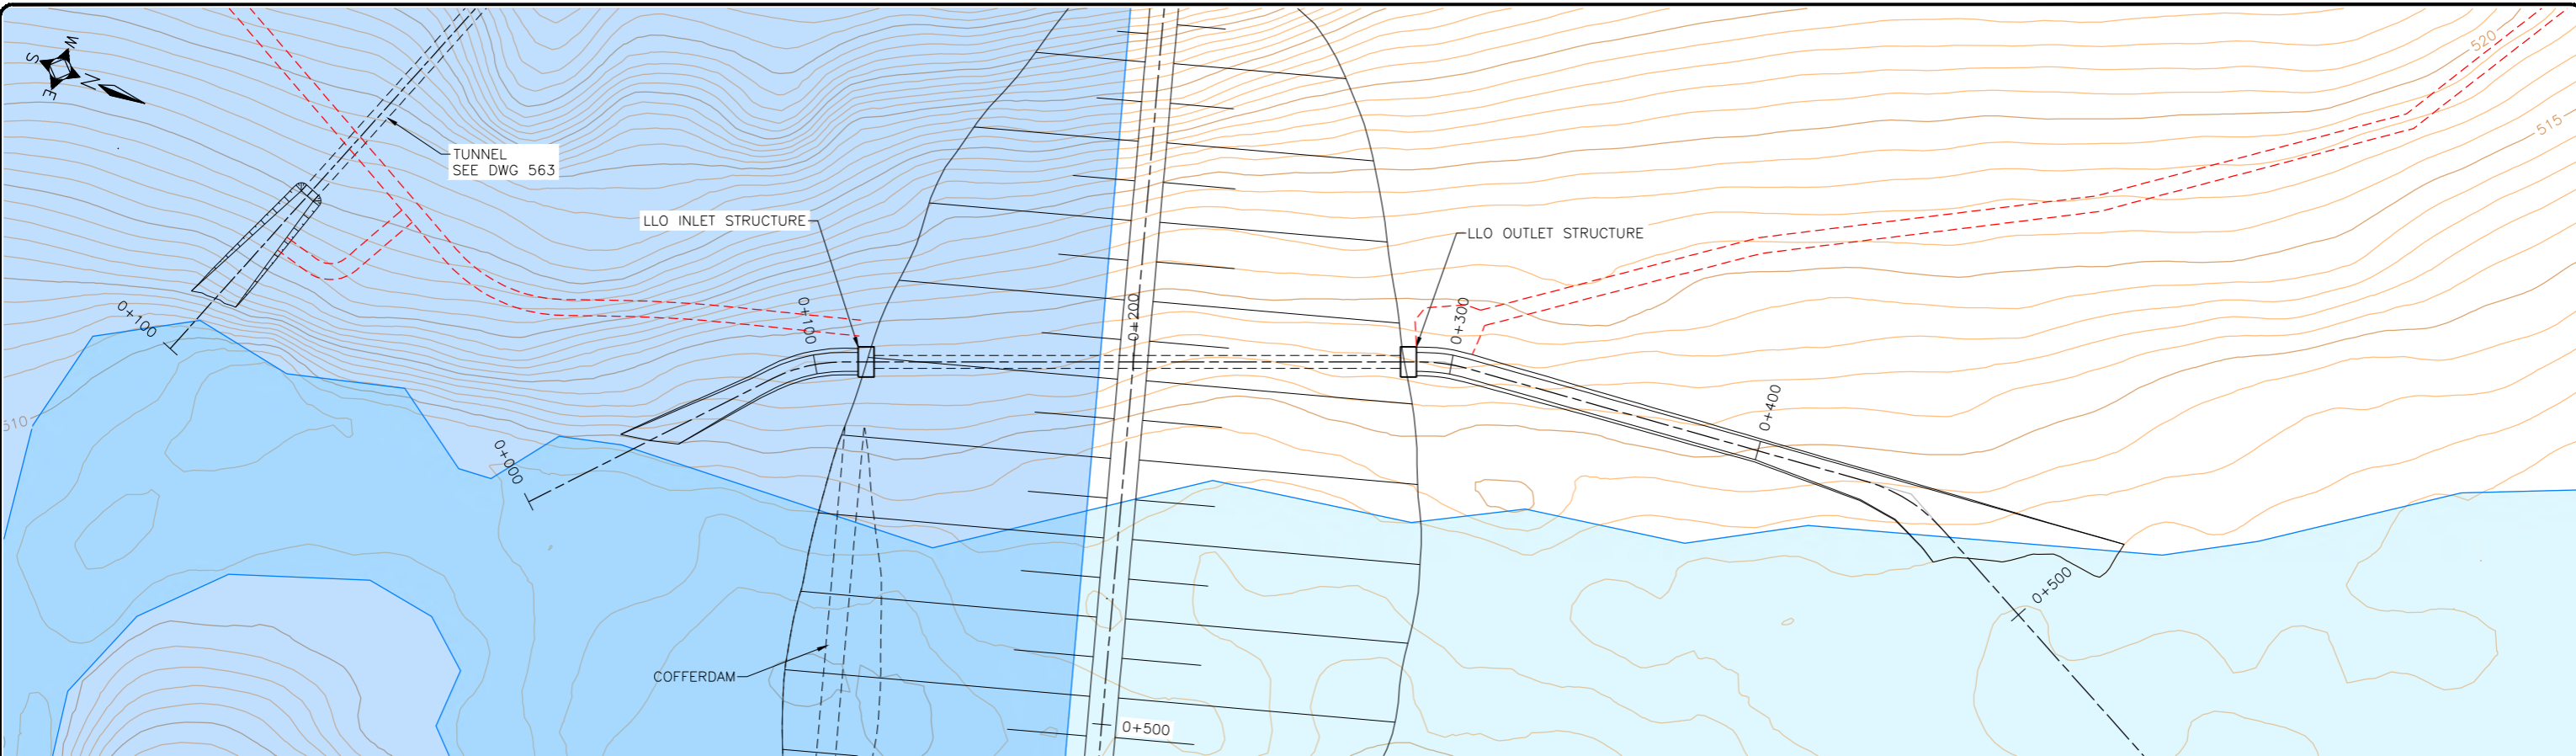 W
S
N
E
520
515
TUNNEL
SEE DWG 563
LLO INLET STRUCTURE
LLO OUTLET STRUCTURE
0+100
0+100
0+200
0+300
0+400
510
0+000
0+500
COFFERDAM
0+500